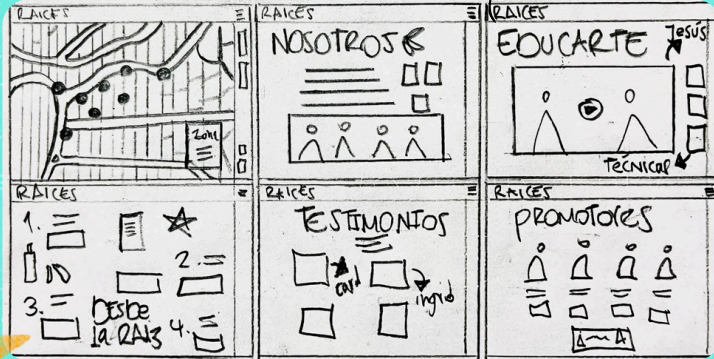 RAICES
Zona
RAICES
NOSOTROS
RAICES
EDUCARTE
Jesús
Técnicas
RAICES
1.
2.
3.
DESDE
la RAIZ
4.
RAICES
TESTIMONIOS
ingrid
RAICES
PROMOTORES